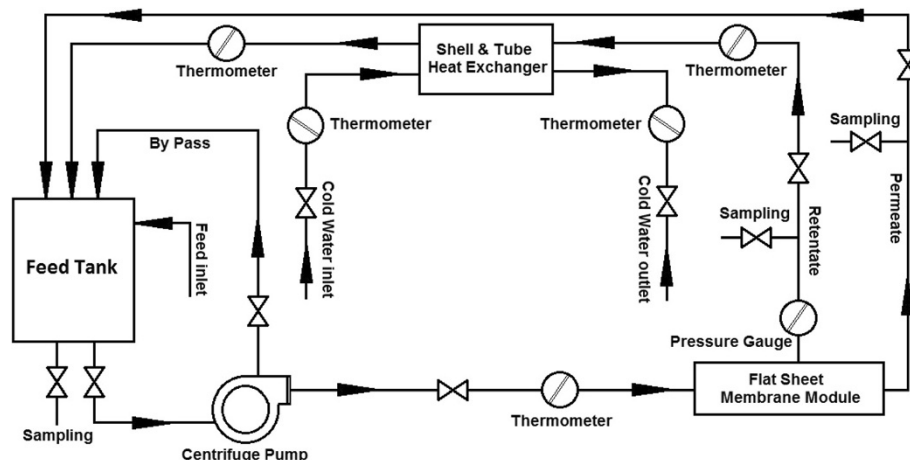 Shell & Tube
Heat Exchanger
Thermometer
Thermometer
Thermometer
Thermometer
Sampling
By Pass
Cold Water inlet
Cold Water outlet
Permeate
Sampling
Retentate
Feed Tank
Feed inlet
Pressure Gauge
Flat Sheet
Membrane Module
Thermometer
Sampling
Centrifuge Pump